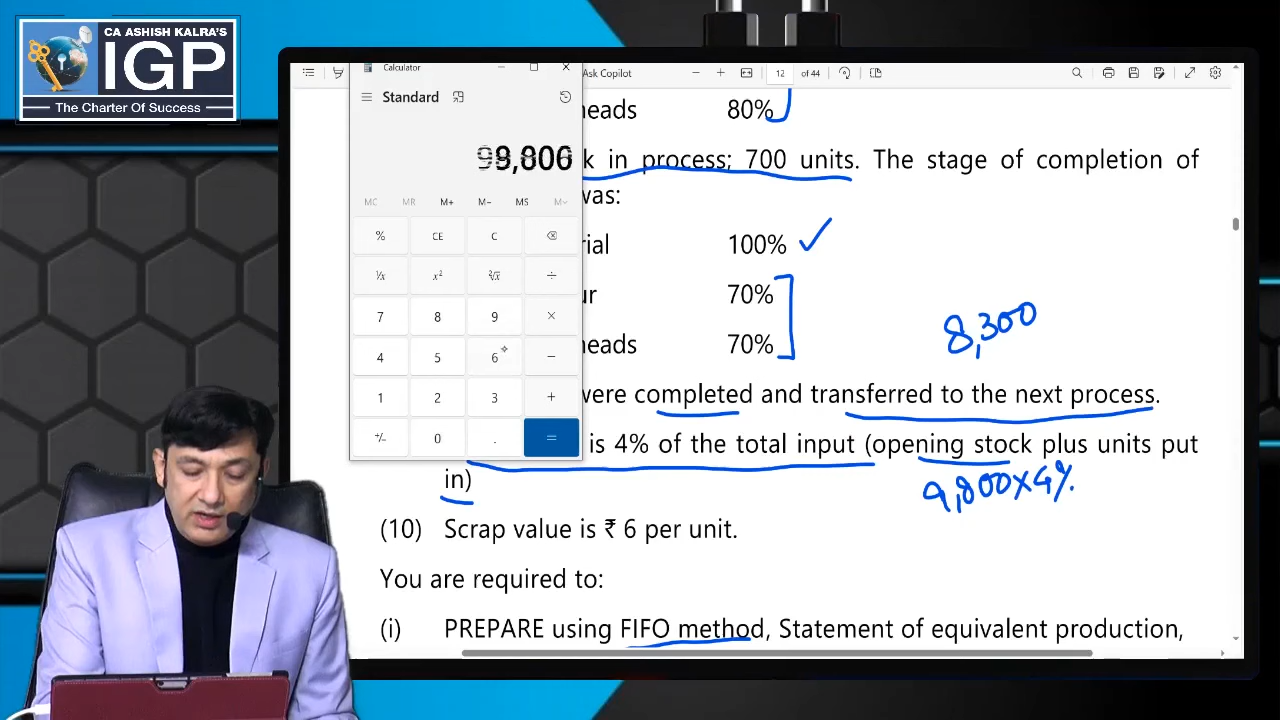 CA ASHISH KALRA'S
IGP
The Charter Of Success
Calculator
Ask Copilot
12 of 44
Standard
MC MR M+ M- MS M˅
% CE C
¹/x x² ²√x ÷
7 8 9 ×
4 5 6 −
1 2 3 +
+/- 0 . =
heads 80%
k in process; 700 units. The stage of completion of
was:
rial 100% ✓
ur 70%
heads 70%
8,300
were completed and transferred to the next process.
is 4% of the total input (opening stock plus units put
in)
9,800×4%
(10) Scrap value is ₹ 6 per unit.
You are required to:
(i) PREPARE using FIFO method, Statement of equivalent production,